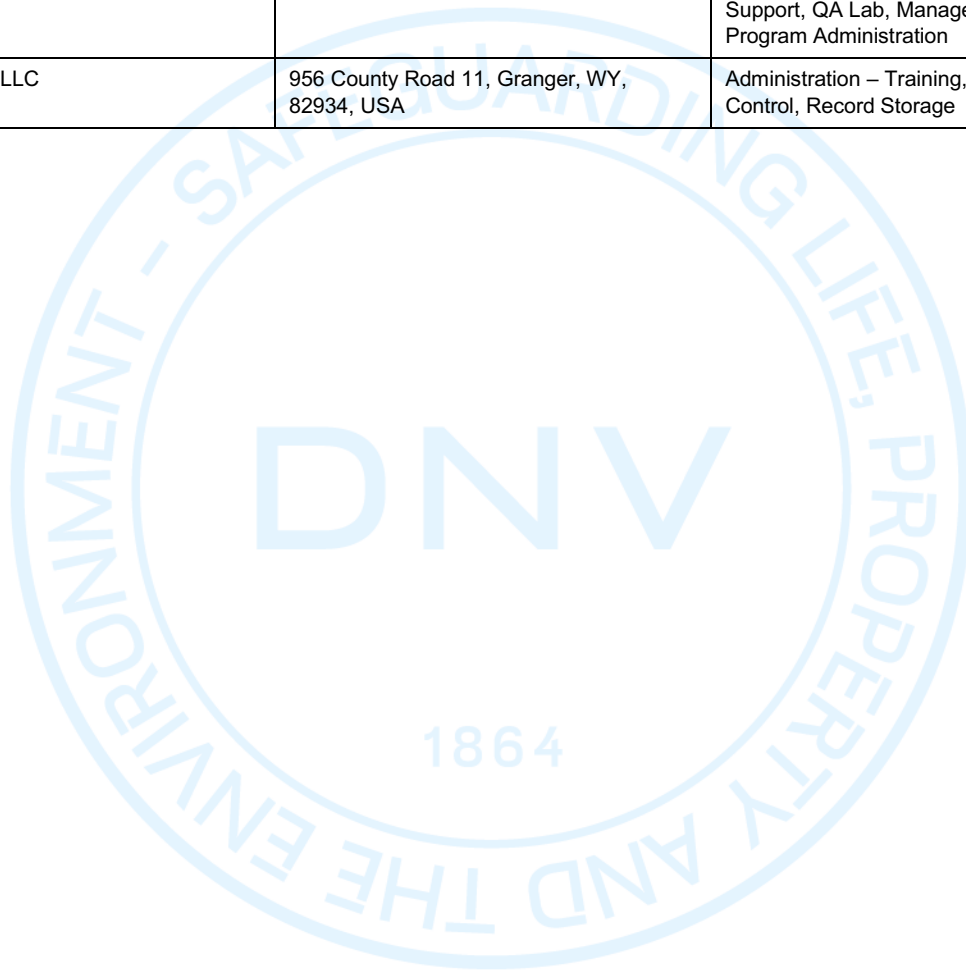 Support, QA Lab, Manage
Program Administration
LLC
956 County Road 11, Granger, WY,
82934, USA
Administration – Training,
Control, Record Storage
SAFEGUARDING LIFE, PROPERTY AND THE ENVIRONMENT –
DNV
1864